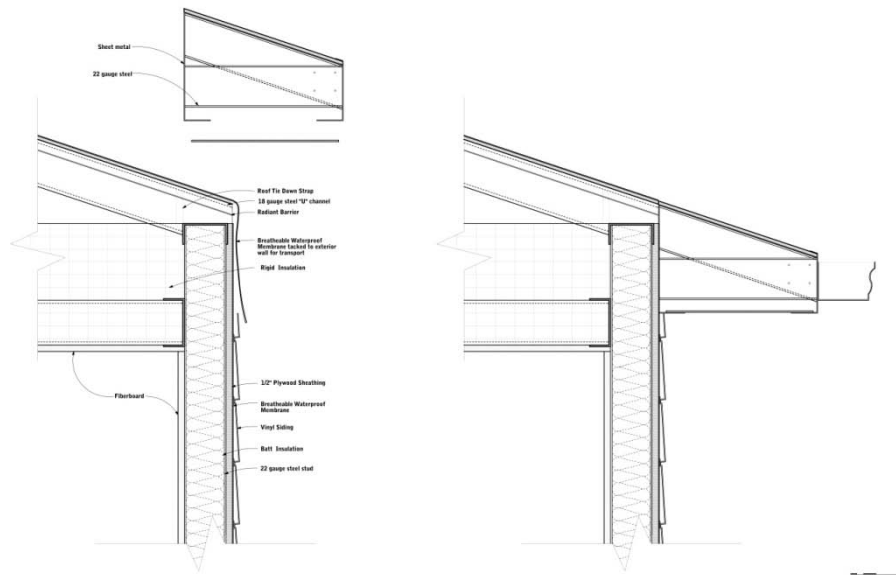 Sheet metal
22 gauge steel
Roof Tie Down Strap
18 gauge steel "U" channel
Radiant Barrier
Breatheable Waterproof
Membrane tacked to exterior
wall for transport
Rigid Insulation
1/2" Plywood Sheathing
Fiberboard
Breatheable Waterproof
Membrane
Vinyl Siding
Batt Insulation
22 gauge steel stud